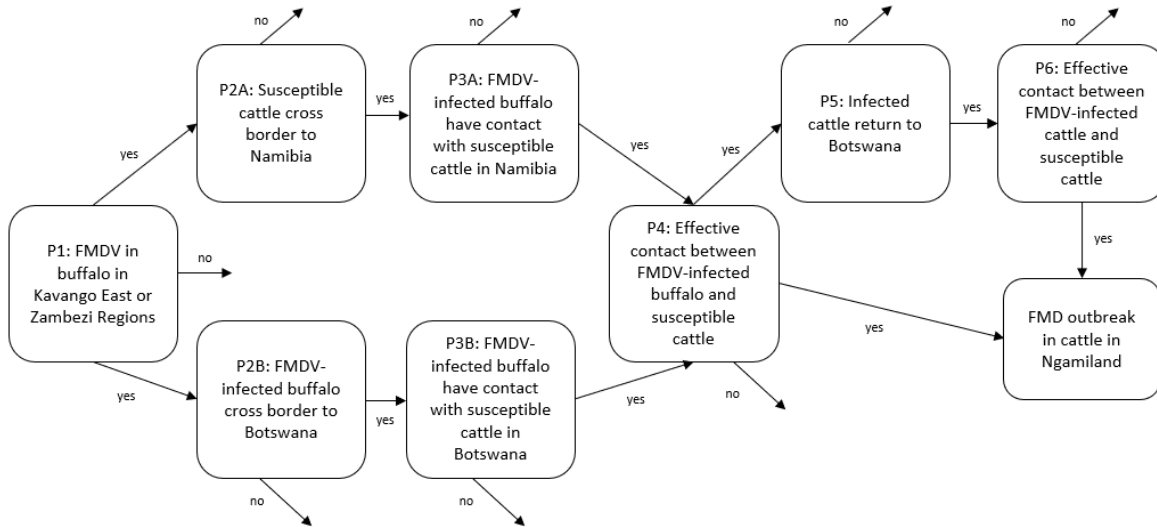 P1: FMDV in
buffalo in
Kavango East or
Zambezi Regions
no
yes
yes
P2A: Susceptible
cattle cross
border to
Namibia
no
yes
P3A: FMDV-
infected buffalo
have contact
with susceptible
cattle in Namibia
no
yes
P2B: FMDV-
infected buffalo
cross border to
Botswana
no
yes
P3B: FMDV-
infected buffalo
have contact
with susceptible
cattle in
Botswana
no
yes
P4: Effective
contact between
FMDV-infected
buffalo and
susceptible
cattle
no
yes
yes
P5: Infected
cattle return to
Botswana
no
yes
P6: Effective
contact between
FMDV-infected
cattle and
susceptible
cattle
no
yes
FMD outbreak
in cattle in
Ngamiland